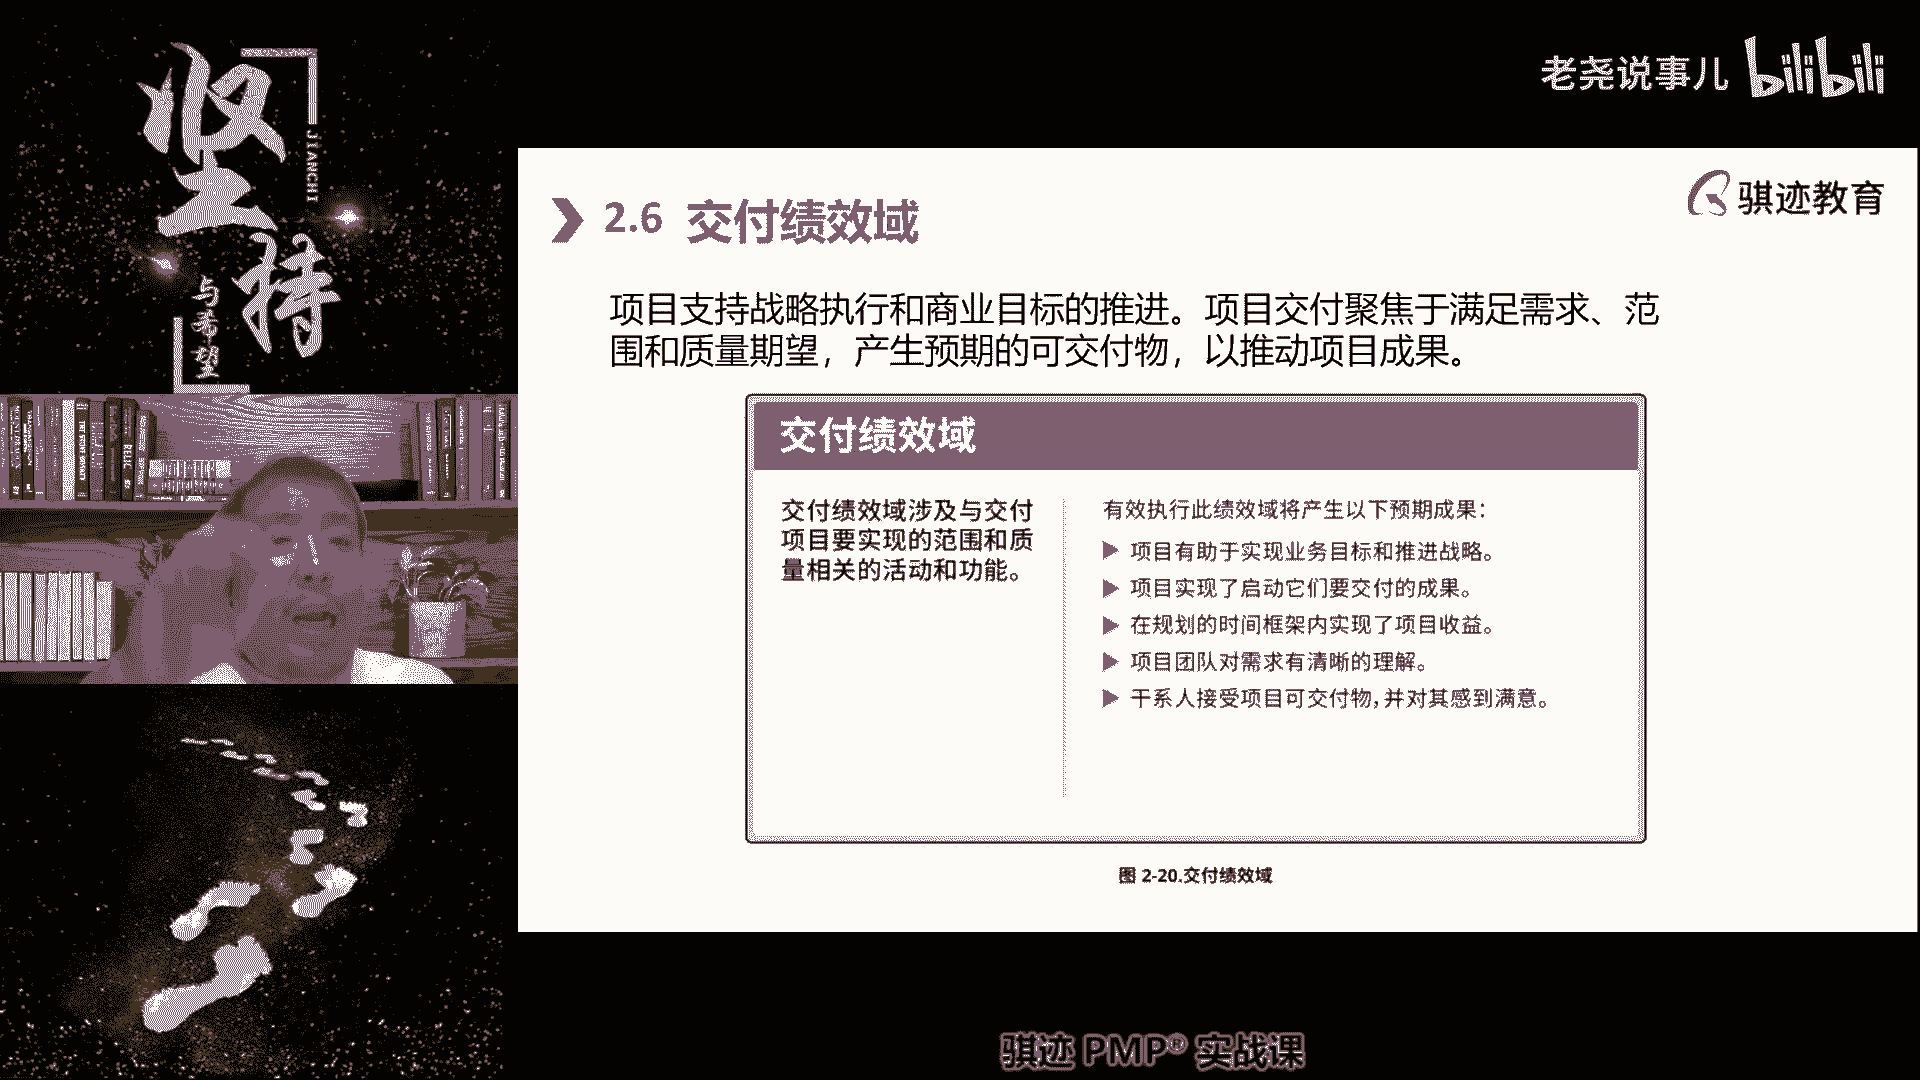 坚持
JIANCHI
与希望
老尧说事儿 bilibili
骐迹教育
2.6 交付绩效域
项目支持战略执行和商业目标的推进。项目交付聚焦于满足需求、范
围和质量期望，产生预期的可交付物，以推动项目成果。
交付绩效域
交付绩效域涉及与交付
项目要实现的范围和质
量相关的活动和功能。
有效执行此绩效域将产生以下预期成果：
项目有助于实现业务目标和推进战略。
项目实现了启动它们要交付的成果。
在规划的时间框架内实现了项目收益。
项目团队对需求有清晰的理解。
干系人接受项目可交付物，并对其感到满意。
图 2-20.交付绩效域
骐迹 PMP® 实战课